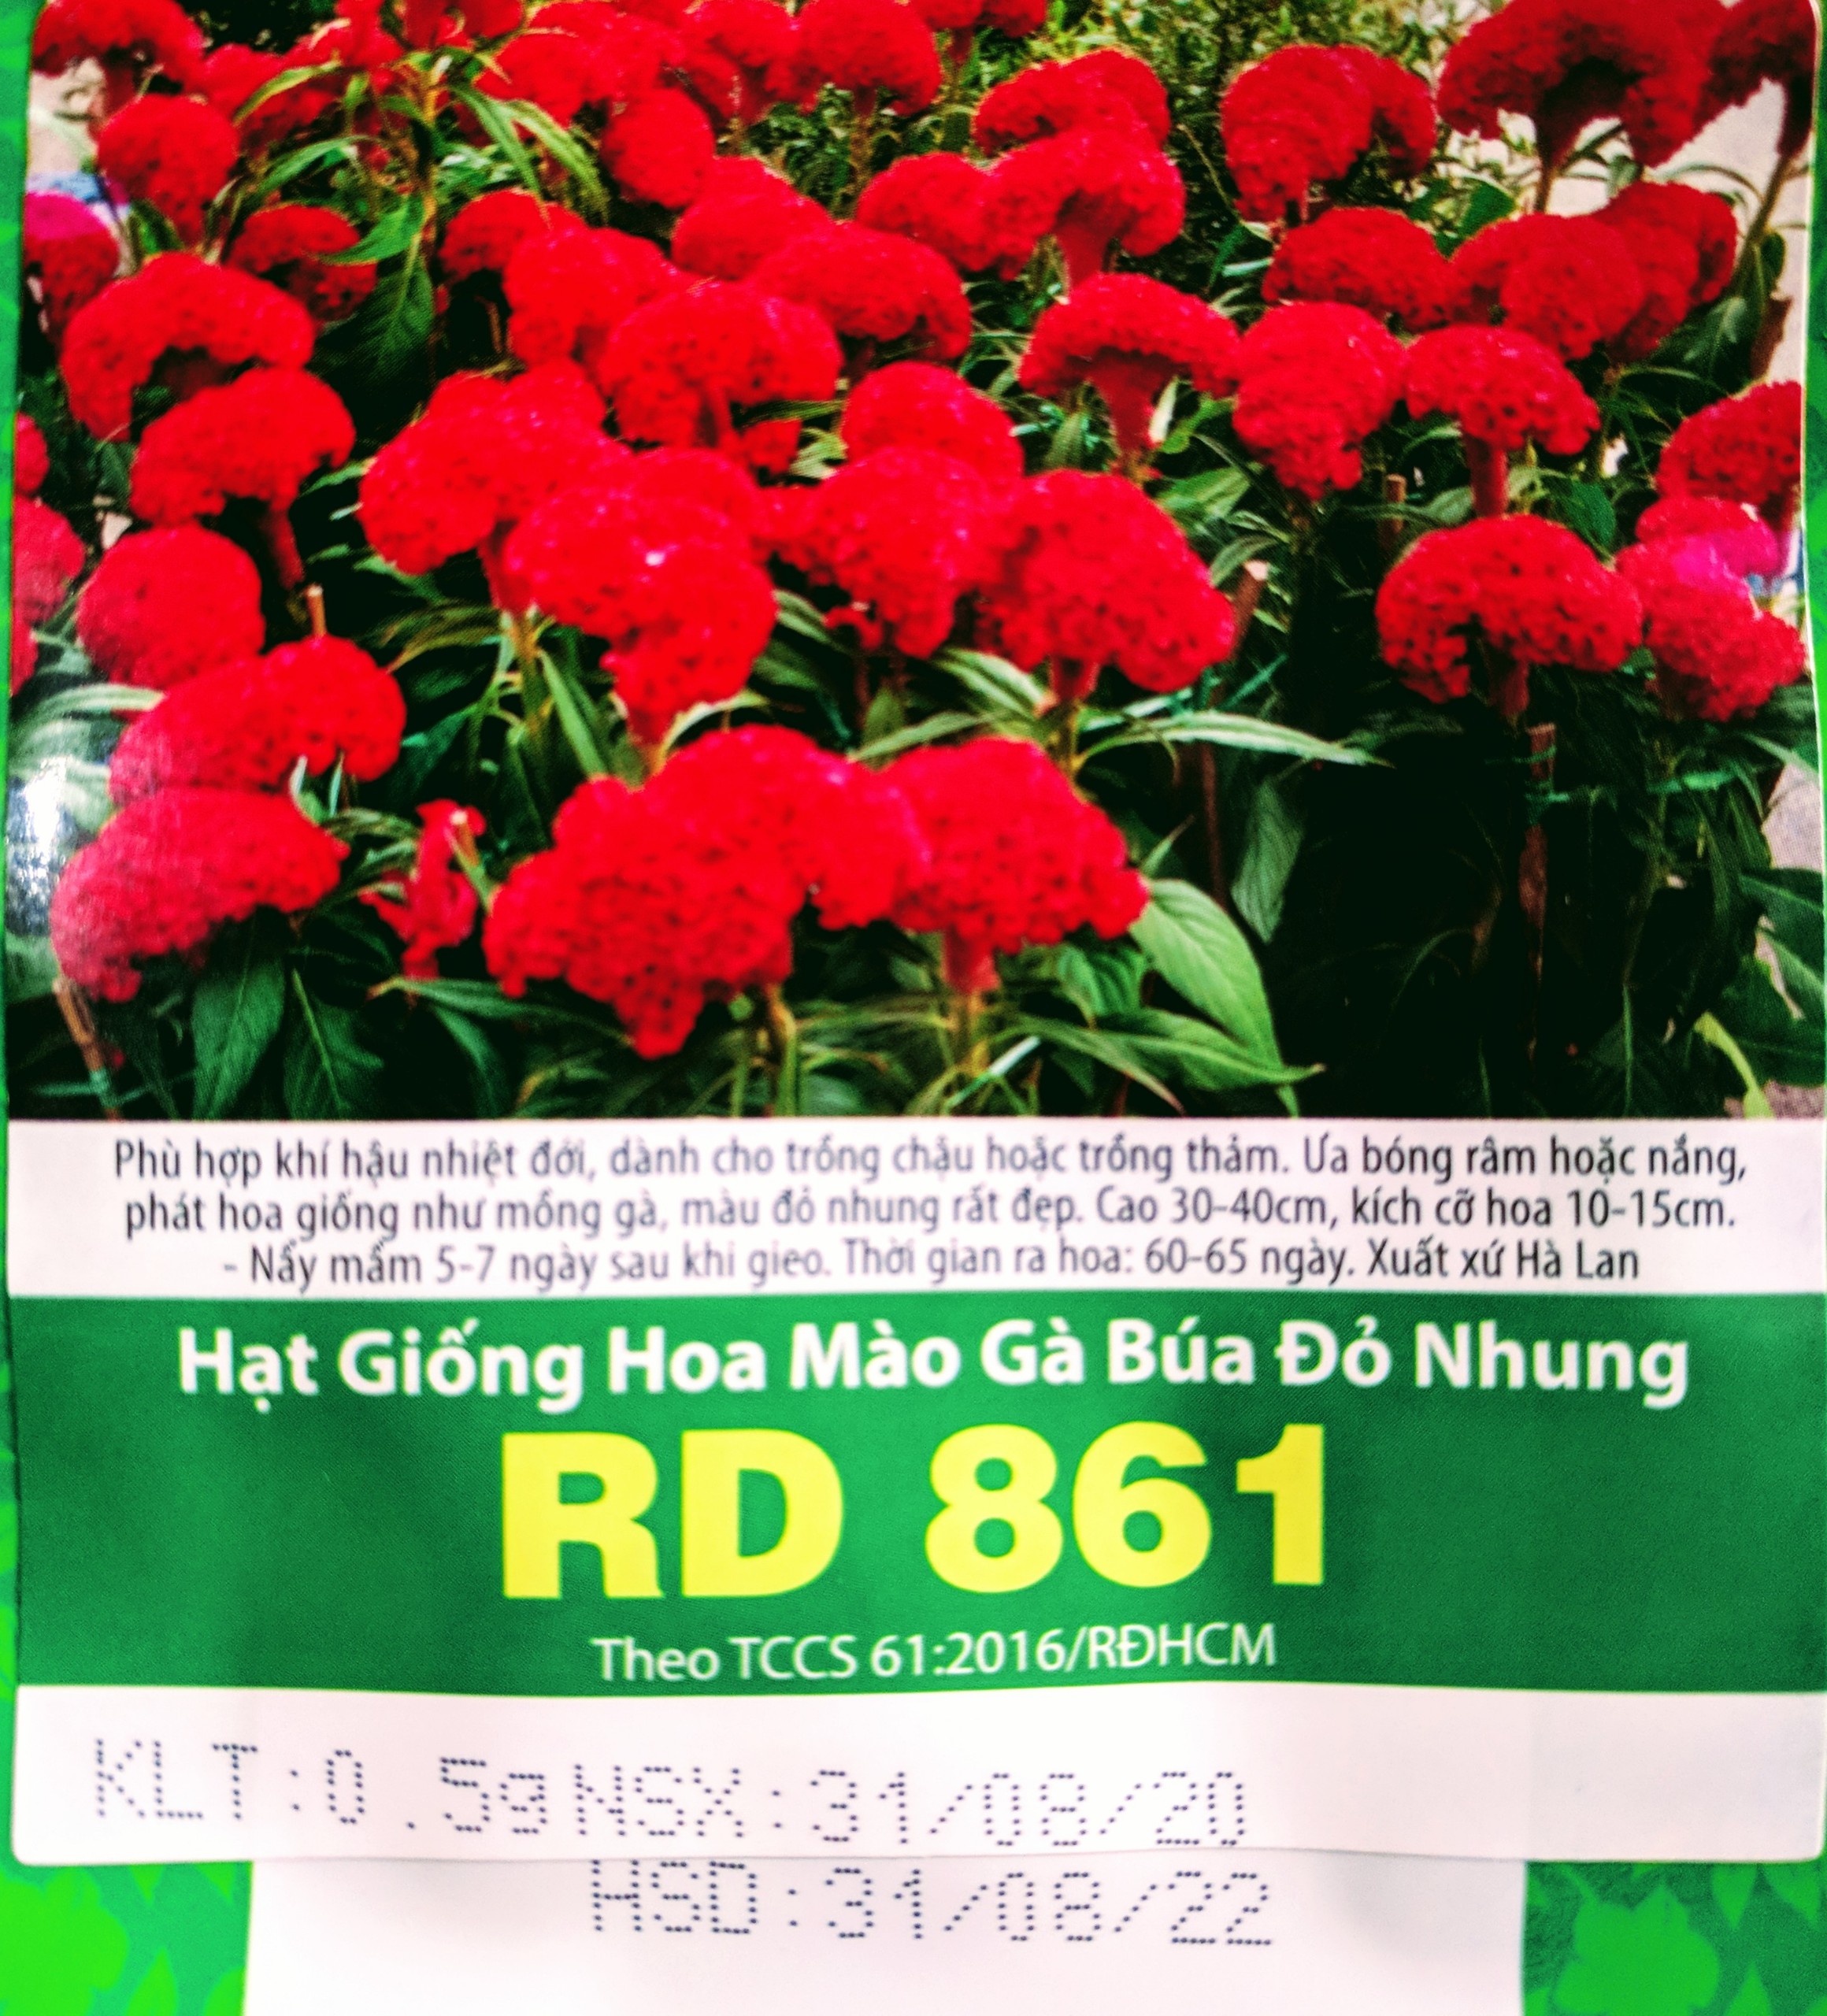 Phù hợp khí hậu nhiệt đới, dành cho trồng chậu hoặc trồng thảm. Ưa bóng râm hoặc nắng,
phát hoa giống như mồng gà, màu đỏ nhung rất đẹp. Cao 30-40cm, kích cỡ hoa 10-15cm.
- Nẩy mầm 5-7 ngày sau khi gieo. Thời gian ra hoa: 60-65 ngày. Xuất xứ Hà Lan
Hạt Giống Hoa Mào Gà Búa Đỏ Nhung
RD 861
Theo TCCS 61:2016/RĐHCM
KLT:0.5g NSX:31/08/20
HSD:31/08/22